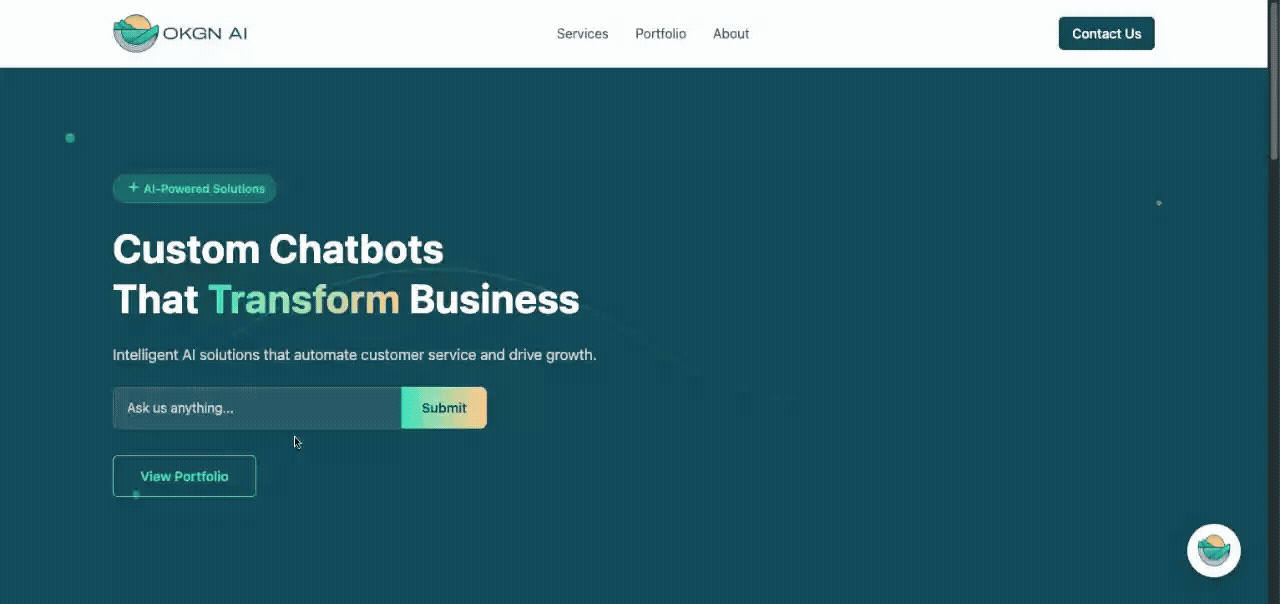 OKGN AI
Services
Portfolio
About
Contact Us
AI-Powered Solutions
Custom Chatbots
That Transform Business
Intelligent AI solutions that automate customer service and drive growth.
Ask us anything...
Submit
View Portfolio